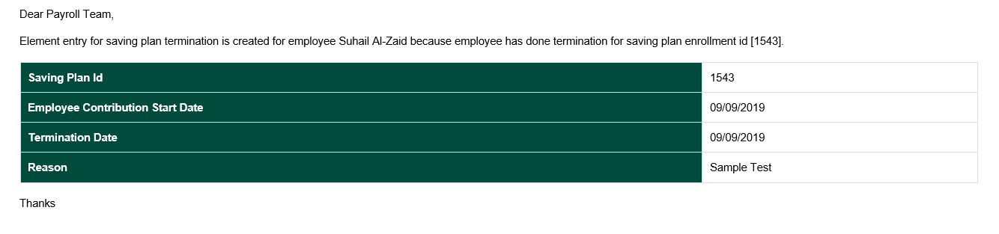 Dear Payroll Team,
Element entry for saving plan termination is created for employee Suhail Al-Zaid because employee has done termination for saving plan enrollment id [1543].
Saving Plan Id 1543
Employee Contribution Start Date 09/09/2019
Termination Date 09/09/2019
Reason Sample Test
Thanks